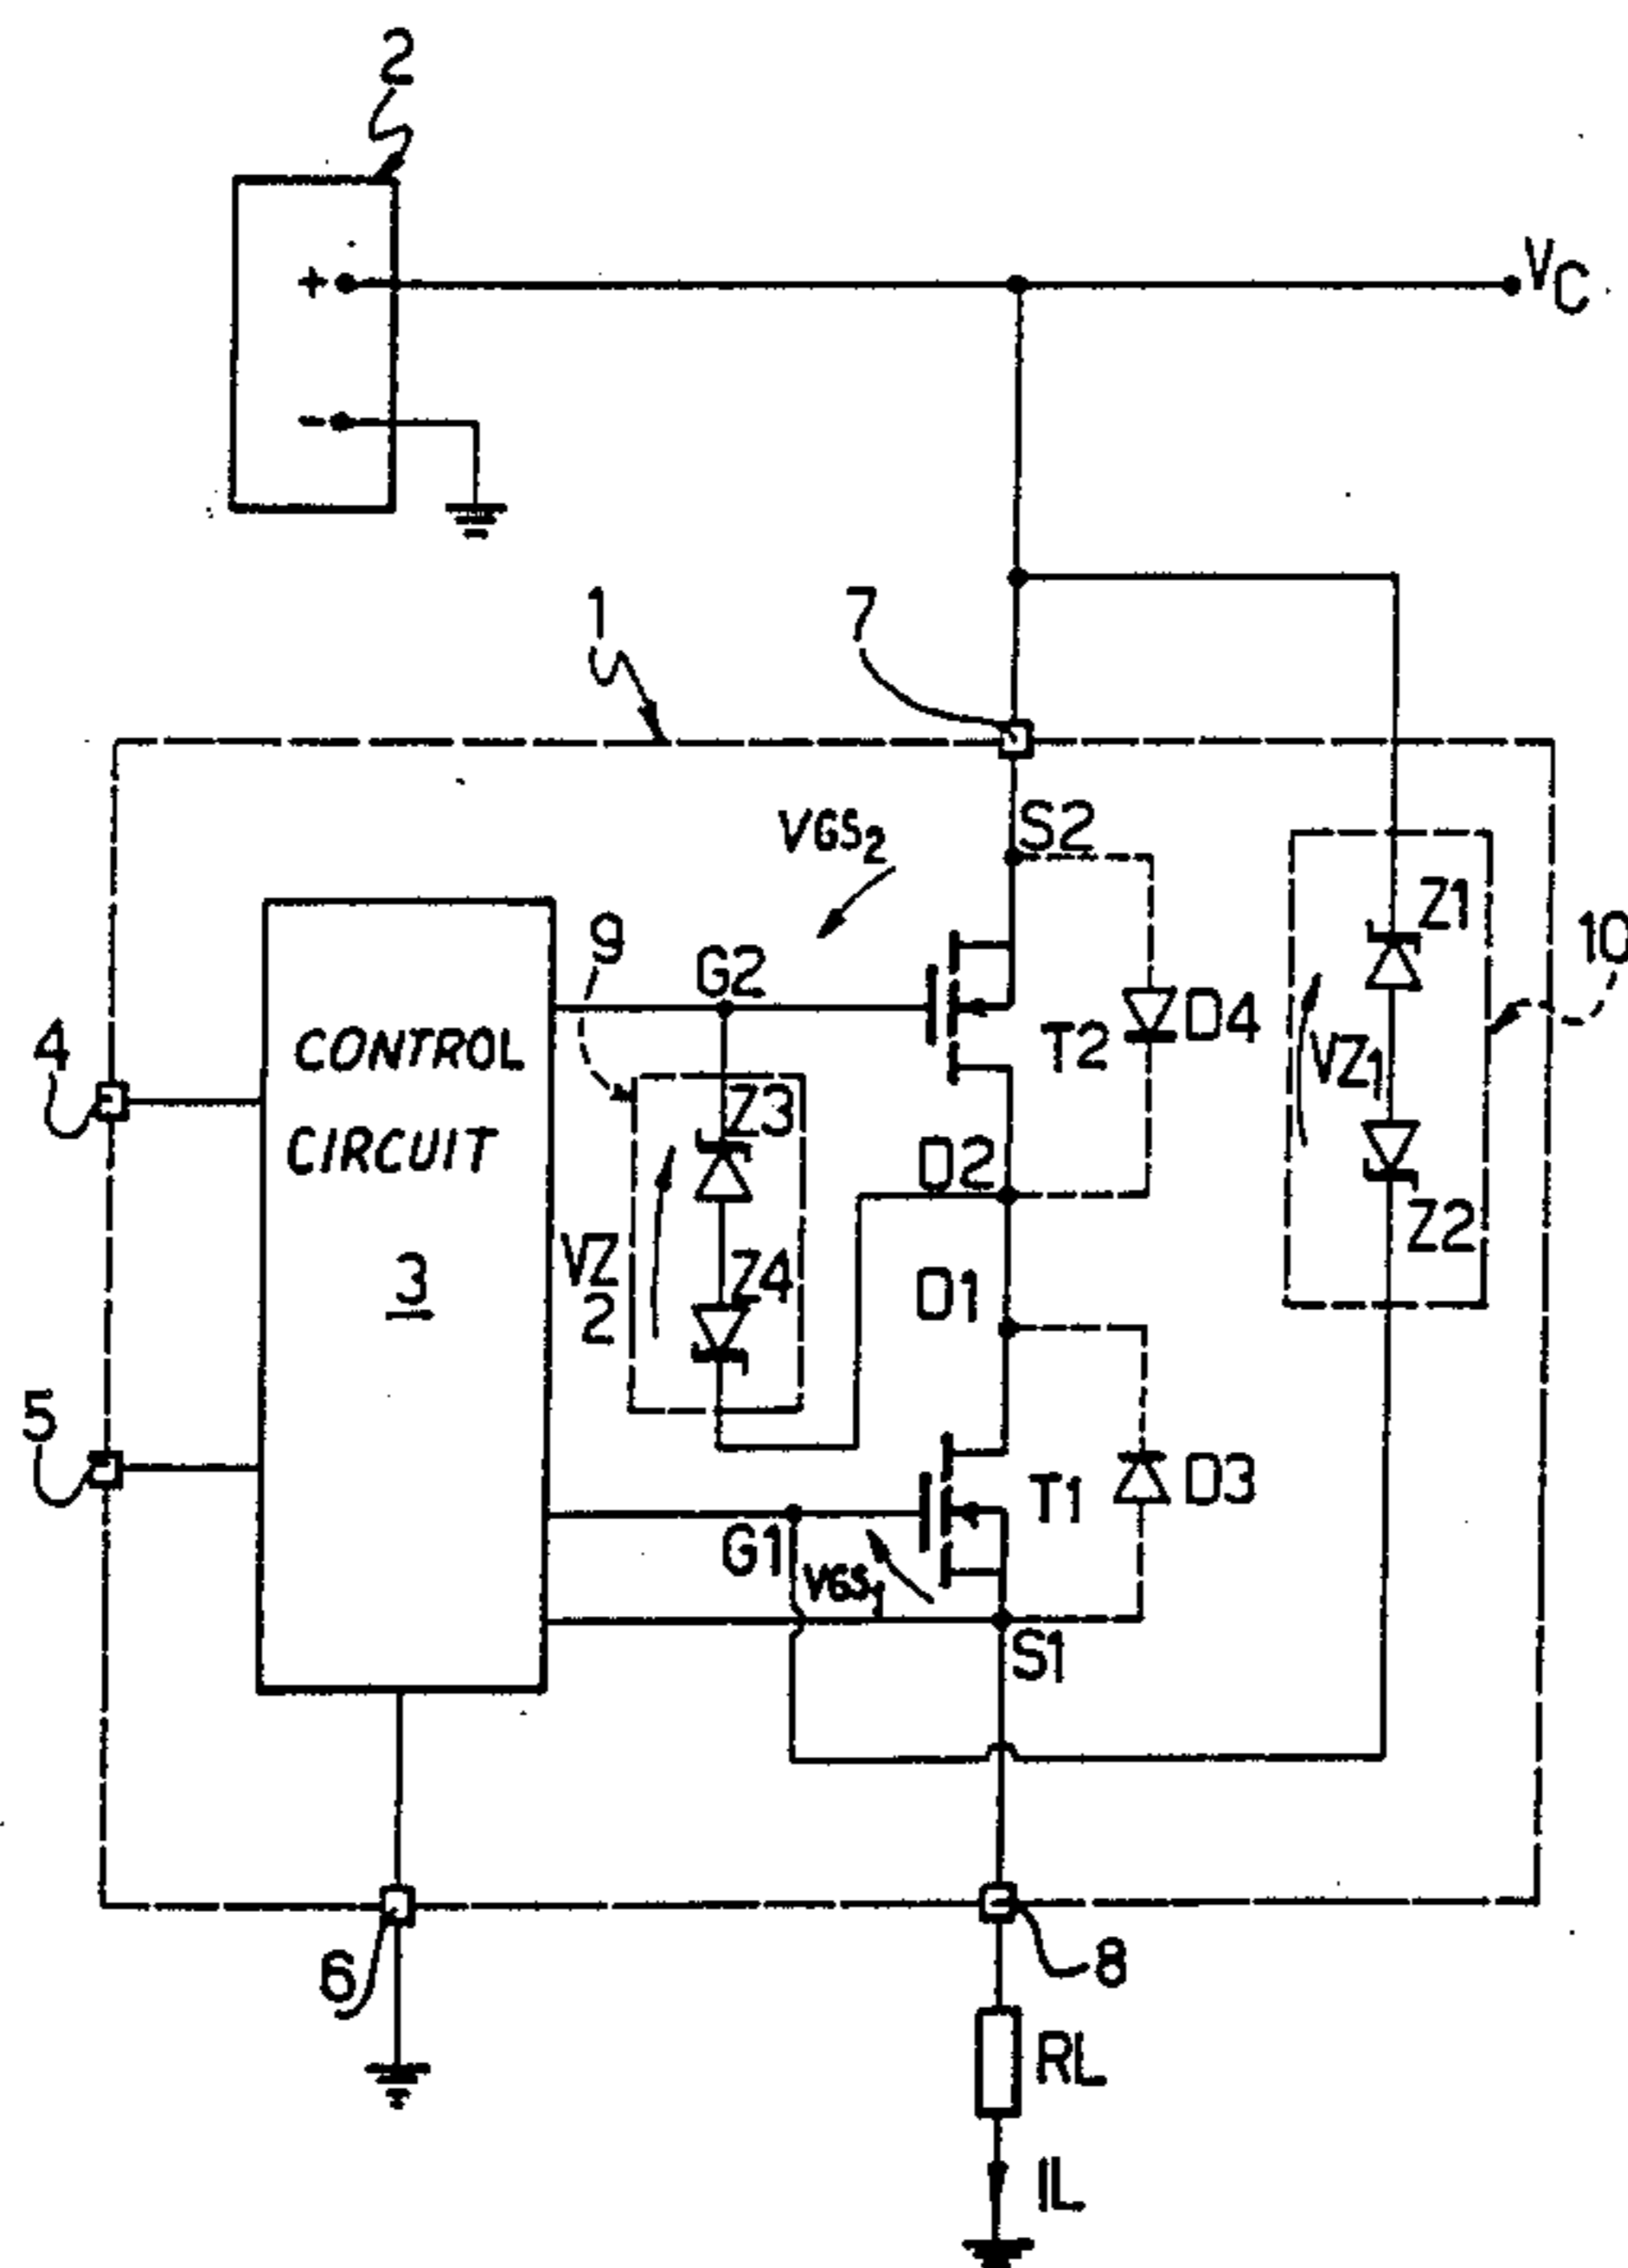 2
+
VC
-
1
7
S2
VGS2
Z1
9
G2
10
CONTROL
CIRCUIT
3
4
T2
D4
VZ1
Z3
D2
Z2
VZ
2
Z4
D1
5
T1
D3
G1
VGS1
S1
6
8
RL
IL